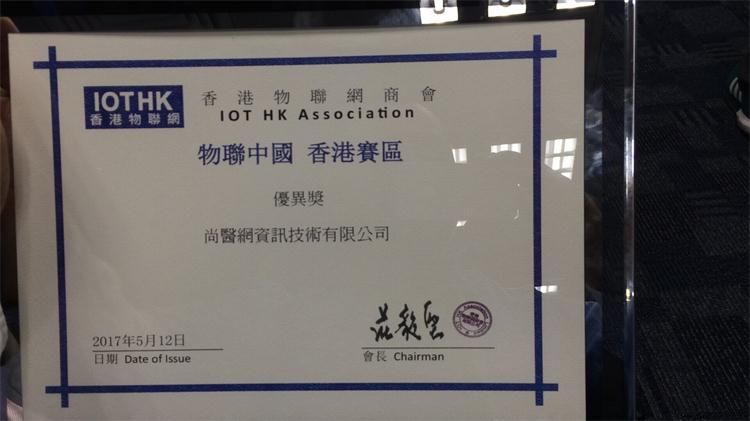 IOTHK
香港物聯網
香港物聯網商會
IOT HK Association
物聯中國 香港賽區
優異獎
尚醫網資訊技術有限公司
2017年5月12日
日期 Date of Issue
會長 Chairman